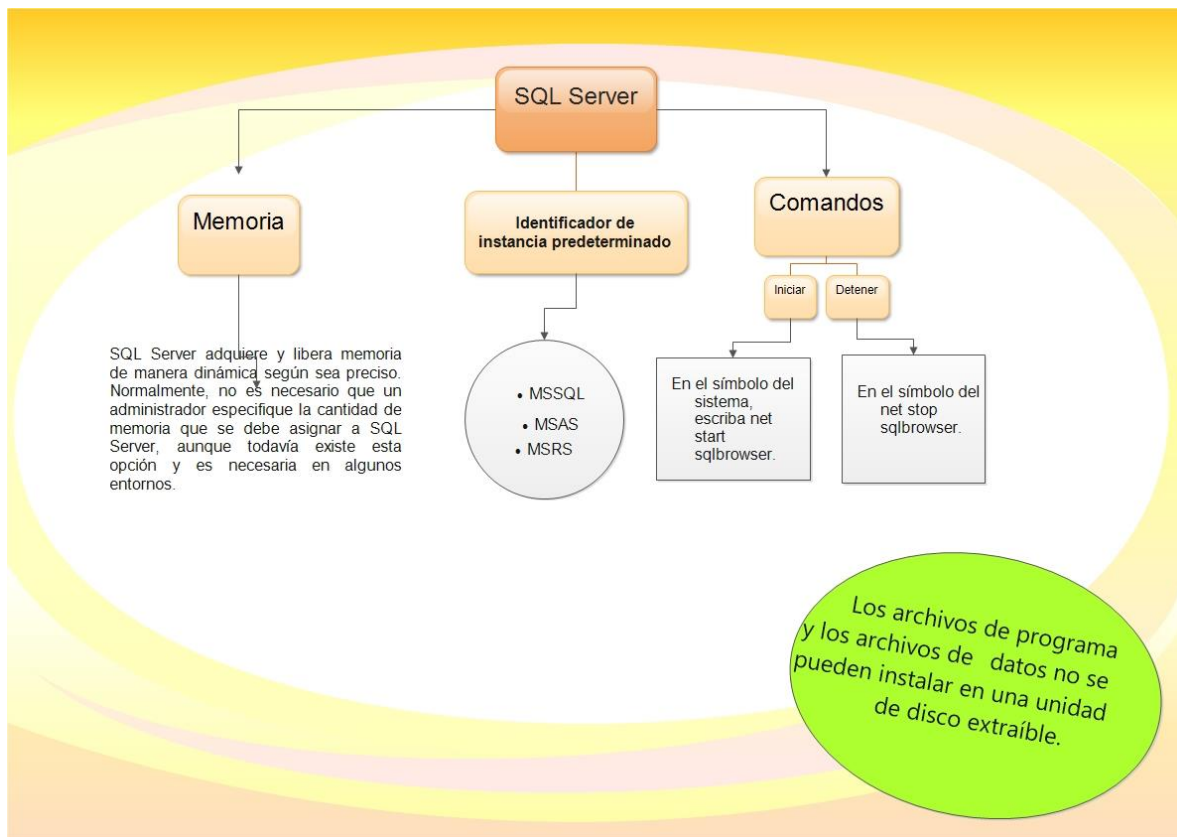 SQL Server
Memoria
Identificador de
instancia predeterminado
Comandos
Iniciar
Detener
SQL Server adquiere y libera memoria
de manera dinámica según sea preciso.
Normalmente, no es necesario que un
administrador especifique la cantidad de
memoria que se debe asignar a SQL
Server, aunque todavía existe esta
opción y es necesaria en algunos
entornos.
• MSSQL
• MSAS
• MSRS
En el símbolo del
sistema,
escriba net
start
sqlbrowser.
En el símbolo del
net stop
sqlbrowser.
Los archivos de programa
y los archivos de datos no se
pueden instalar en una unidad
de disco extraíble.